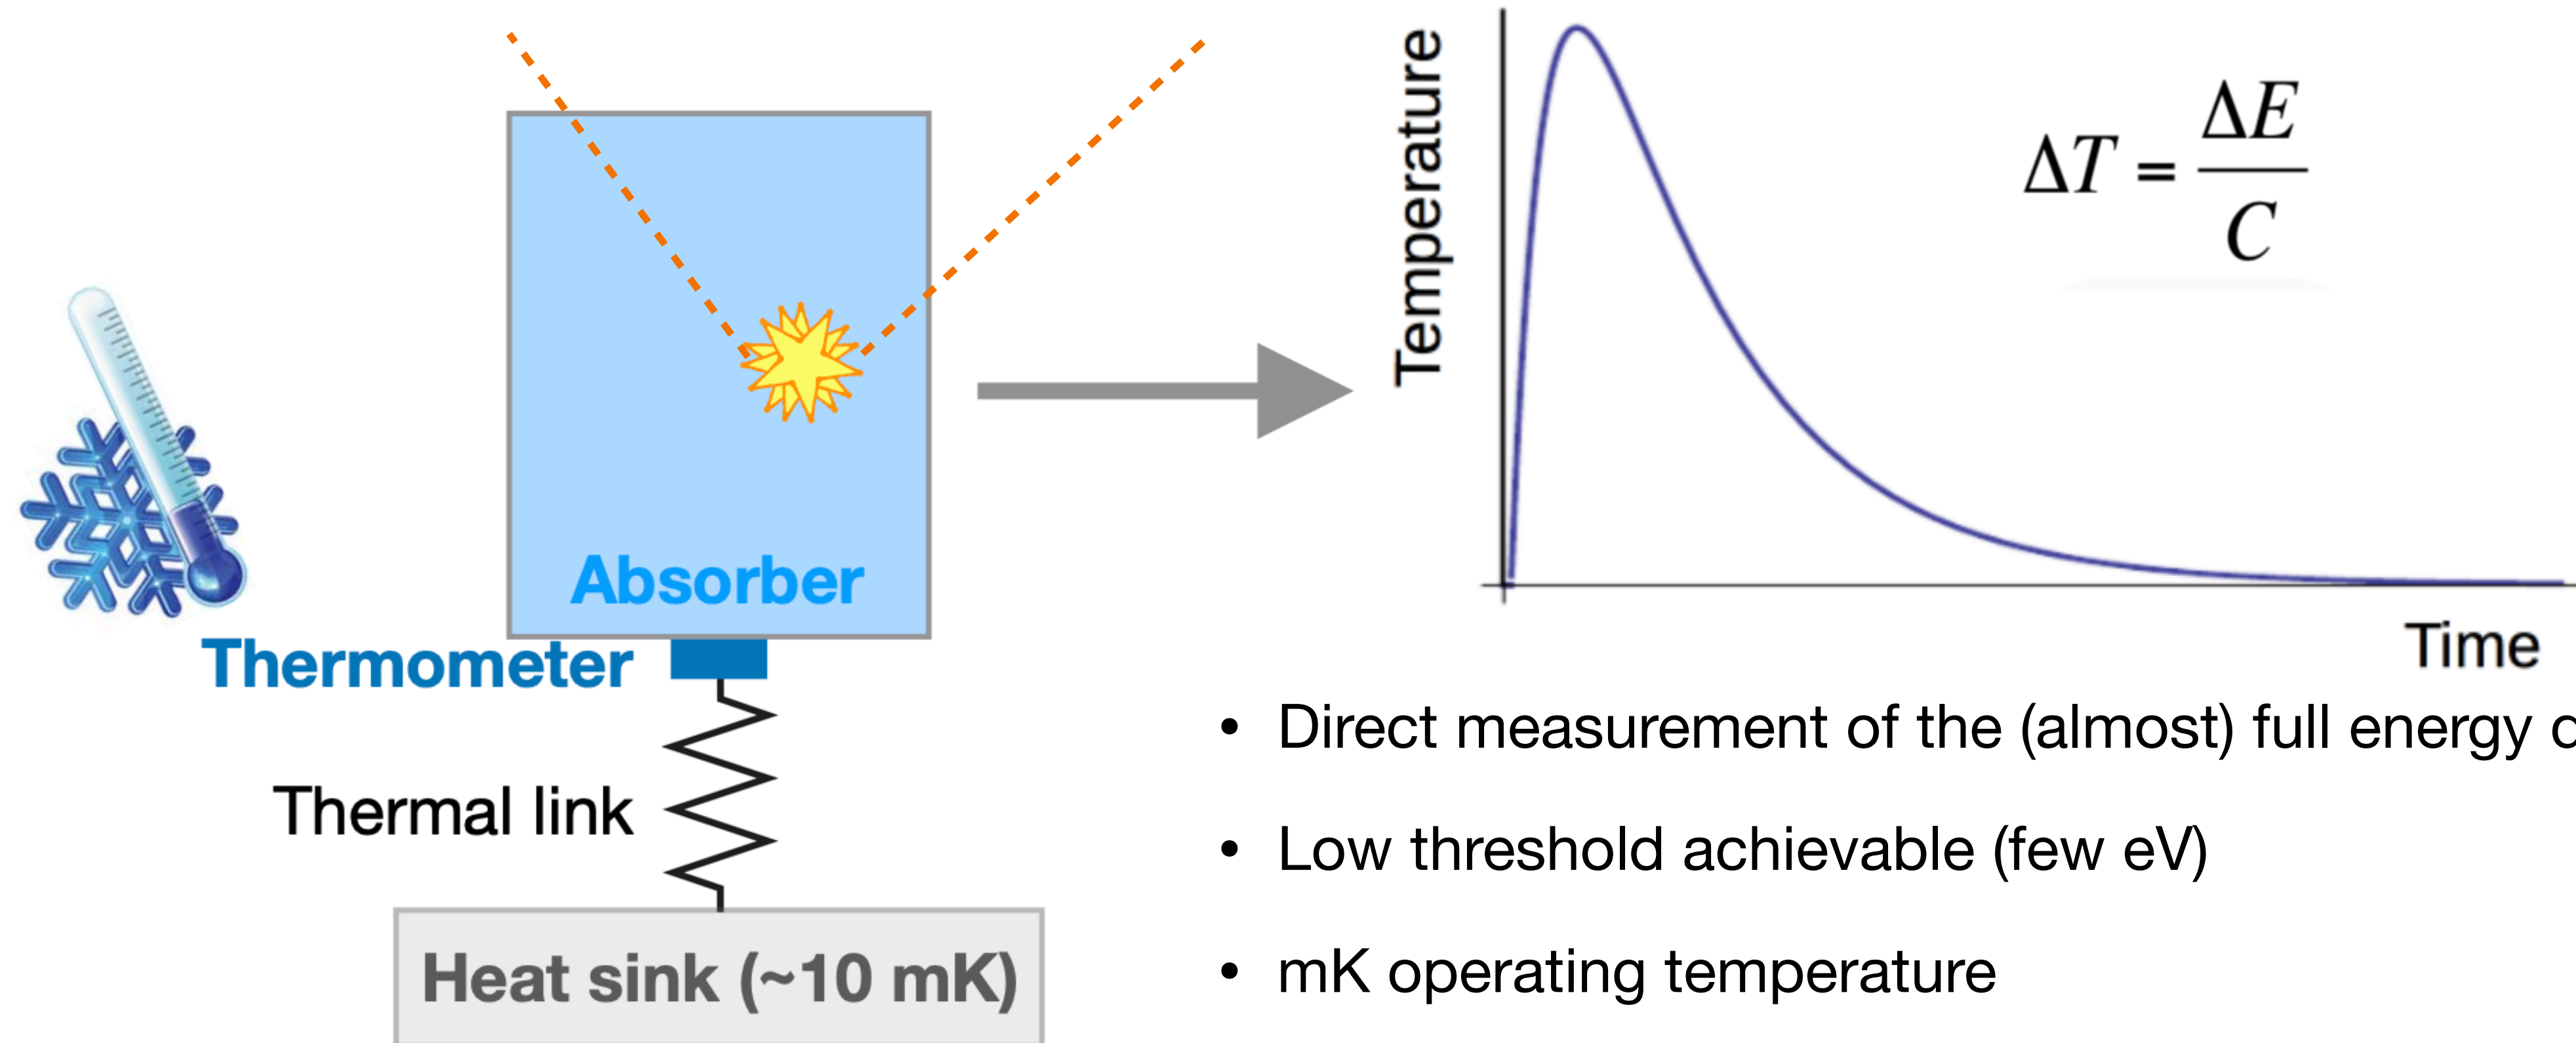 Absorber
Thermometer
Thermal link
Heat sink (~10 mK)
Temperature
ΔT = ΔE / C
Time
• Direct measurement of the (almost) full energy
• Low threshold achievable (few eV)
• mK operating temperature